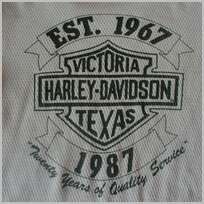 EST. 1967
VICTORIA
HARLEY-DAVIDSON
TEXAS
1987
"Twenty Years of Quality Service"